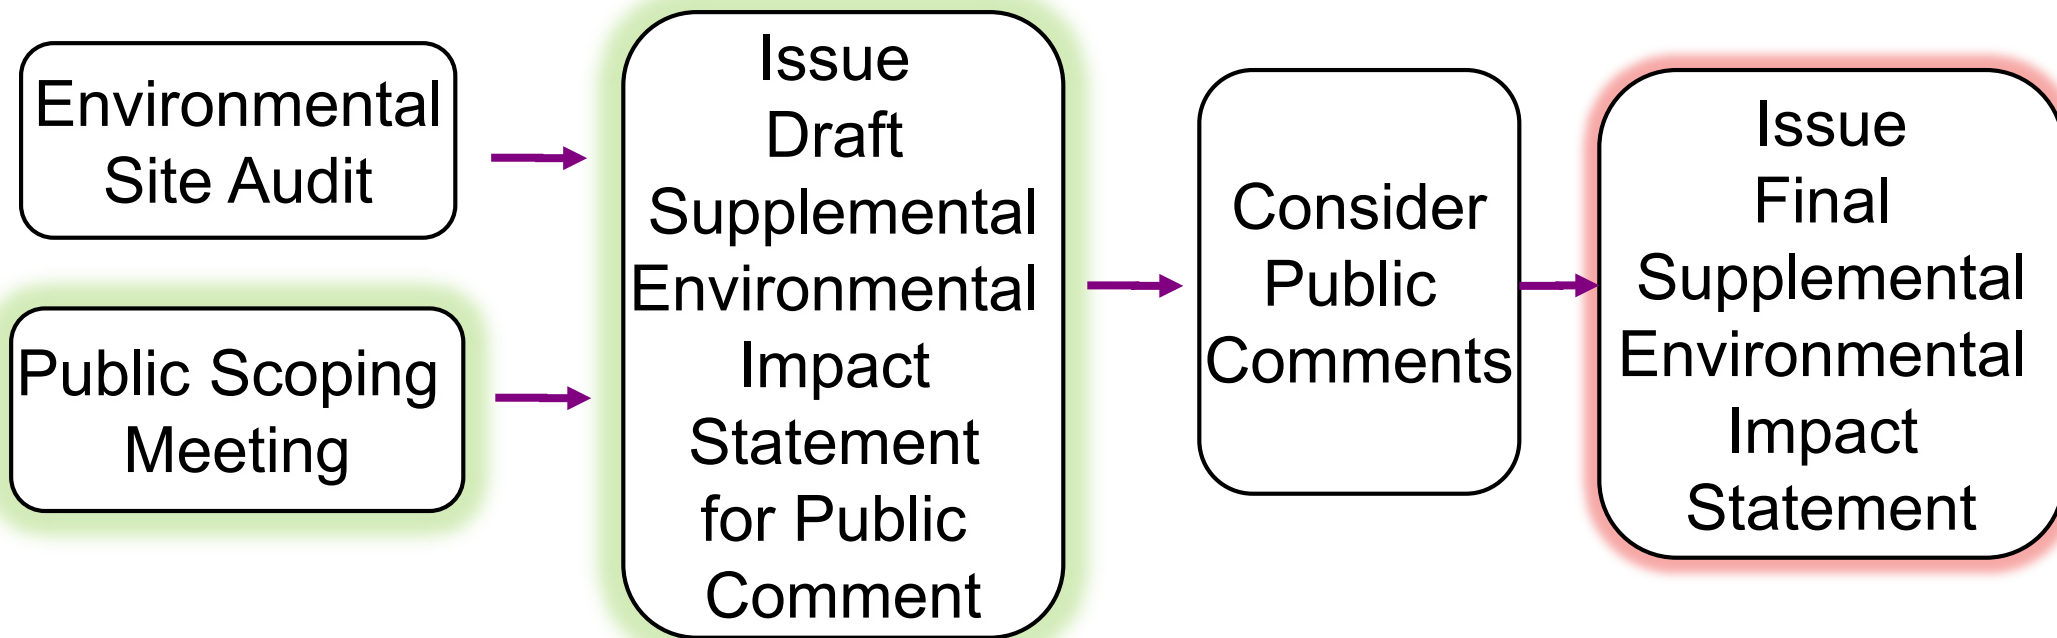 Environmental
Site Audit
Public Scoping
Meeting
Issue
Draft
Supplemental
Environmental
Impact
Statement
for Public
Comment
Consider
Public
Comments
Issue
Final
Supplemental
Environmental
Impact
Statement